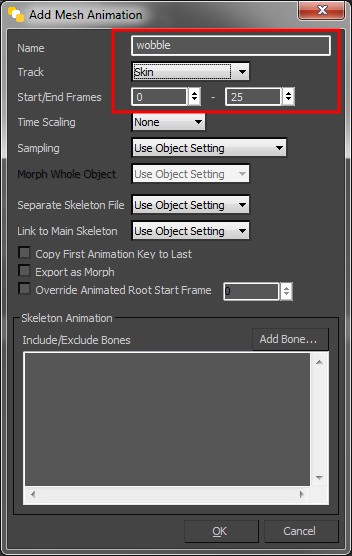 Add Mesh Animation
Name wobble
Track Skin
Start/End Frames 0 - 25
Time Scaling None
Sampling Use Object Setting
Morph Whole Object Use Object Setting
Separate Skeleton File Use Object Setting
Link to Main Skeleton Use Object Setting
Copy First Animation Key to Last
Export as Morph
Override Animated Root Start Frame 0
Skeleton Animation
Include/Exclude Bones Add Bone...
OK Cancel